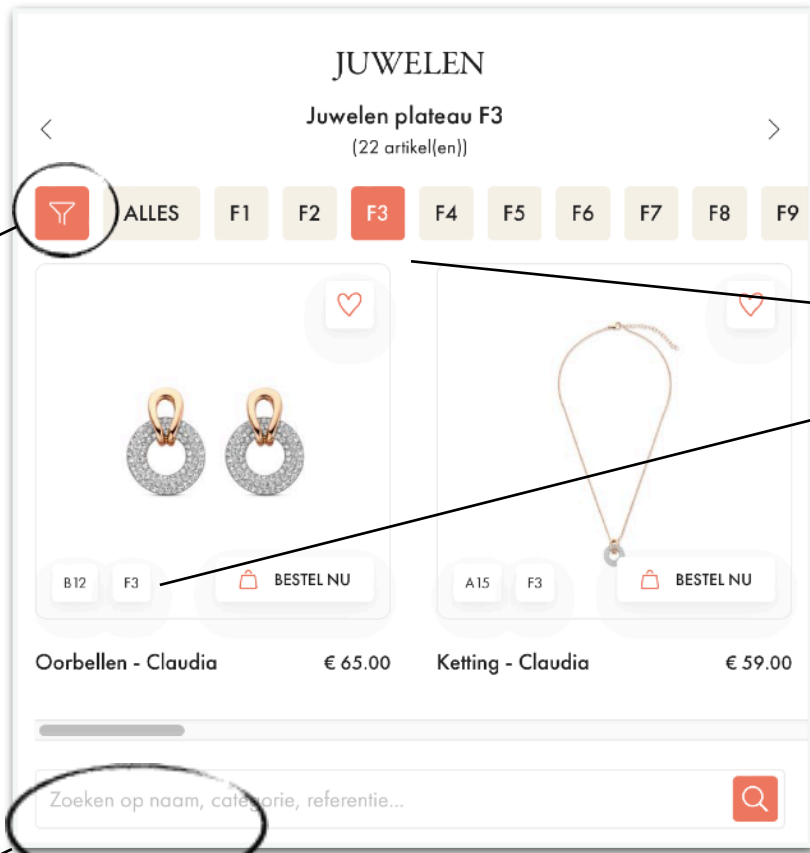 JUWELEN
Juwelen plateau F3
(22 artikel(en))
ALLES F1 F2 F3 F4 F5 F6 F7 F8 F9
B12 F3 BESTEL NU A15 F3 BESTEL NU
Oorbellen - Claudia € 65.00 Ketting - Claudia € 59.00
Zoeken op naam, categorie, referentie...